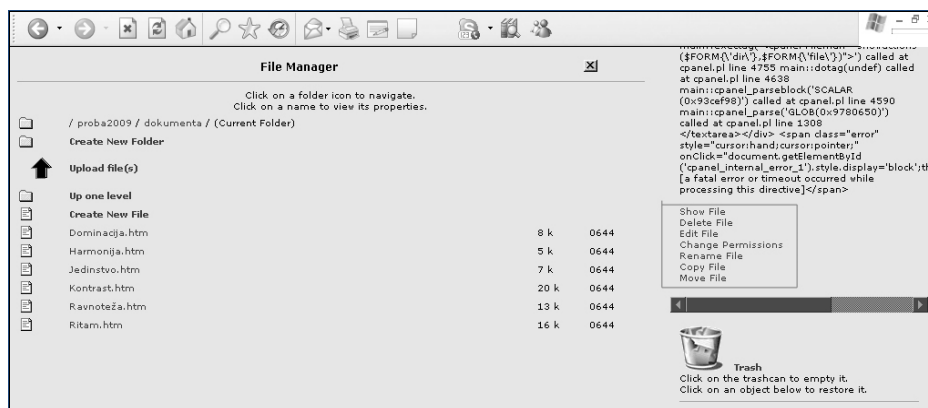 File Manager
Click on a folder icon to navigate.
Click on a name to view its properties.
/ proba2009 / dokumenta / (Current Folder)
Create New Folder
Upload file(s)
Up one level
Create New File
Dominacija.htm 8 k 0644
Harmonija.htm 5 k 0644
Jedinstvo.htm 7 k 0644
Kontrast.htm 20 k 0644
Ravnoteža.htm 13 k 0644
Ritam.htm 16 k 0644
($FORM{\'dir\'},$FORM{\'file\'})">') called at
cpanel.pl line 4755 main::dotag(undef) called
at cpanel.pl line 4638
main::cpanel_parseblock('SCALAR
(0x93cef98)') called at cpanel.pl line 4590
main::cpanel_parse('GLOB(0x9780650)')
called at cpanel.pl line 1308
</textarea></div> <span class="error"
style="cursor:hand;cursor:pointer;"
onClick="document.getElementById
('cpanel_internal_error_1').style.display='block';th
[a fatal error or timeout occurred while
processing this directive]</span>
Show File
Delete File
Edit File
Change Permissions
Rename File
Copy File
Move File
Trash
Click on the trashcan to empty it.
Click on an object below to restore it.